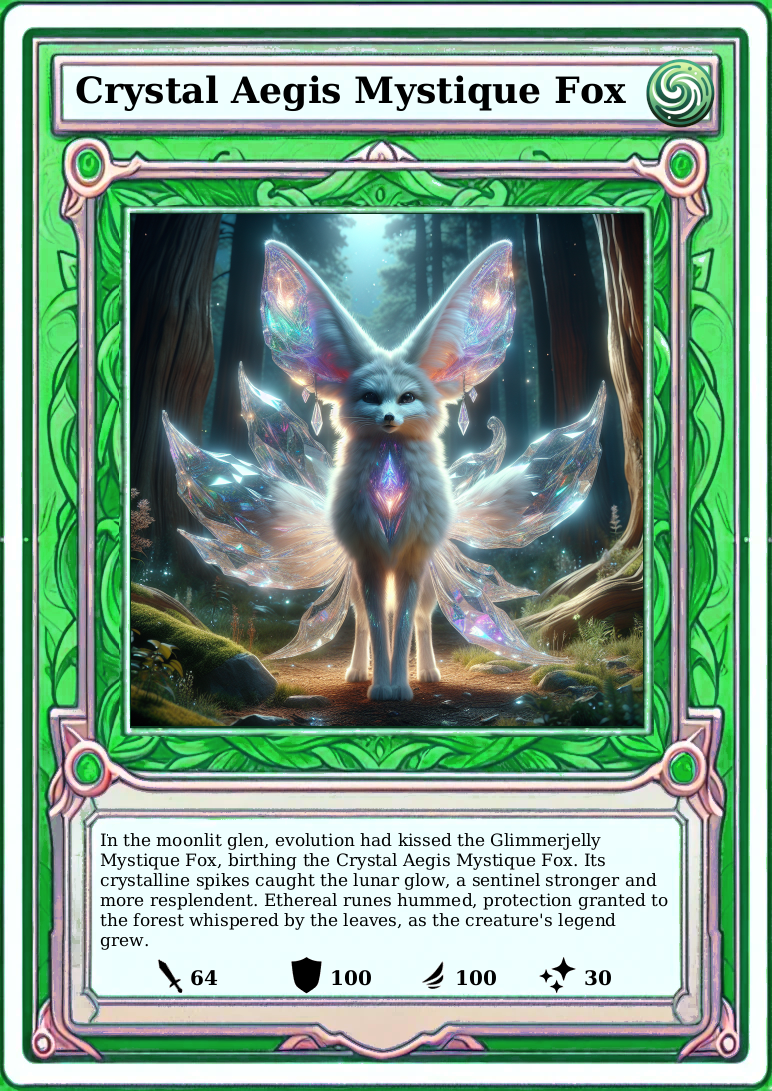 Crystal Aegis Mystique Fox
In the moonlit glen, evolution had kissed the Glimmerjelly
Mystique Fox, birthing the Crystal Aegis Mystique Fox. Its
crystalline spikes caught the lunar glow, a sentinel stronger and
more resplendent. Ethereal runes hummed, protection granted to
the forest whispered by the leaves, as the creature's legend
grew.
64 100 100 30